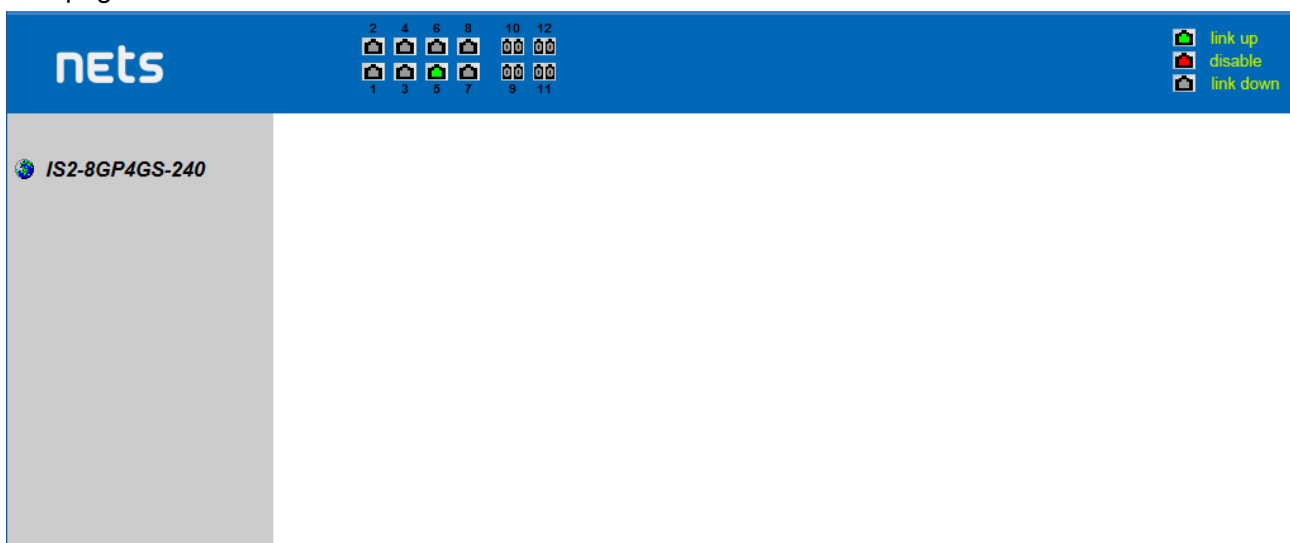 nets
2 4 6 8 10 12
1 3 5 7 9 11
link up
disable
link down
IS2-8GP4GS-240